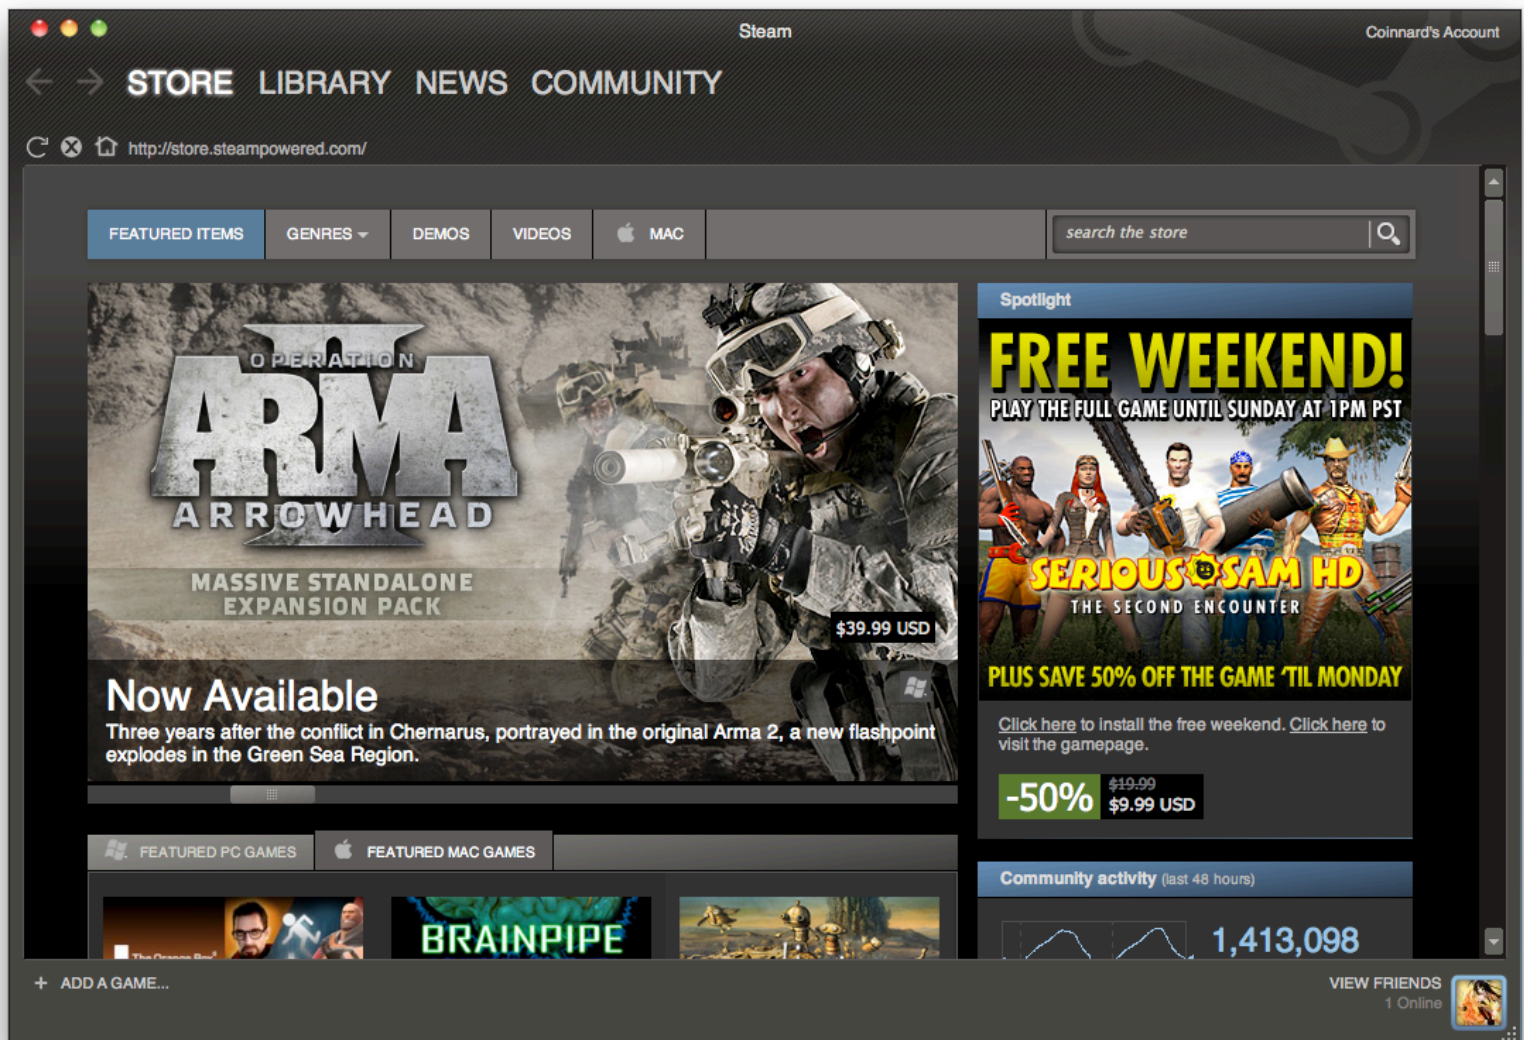 Steam
Coinnard's Account
STORE LIBRARY NEWS COMMUNITY
http://store.steampowered.com/
FEATURED ITEMS GENRES DEMOS VIDEOS MAC
search the store
OPERATION
ARMA II
ARROWHEAD
MASSIVE STANDALONE
EXPANSION PACK
$39.99 USD
Now Available
Three years after the conflict in Chernarus, portrayed in the original Arma 2, a new flashpoint
explodes in the Green Sea Region.
Spotlight
FREE WEEKEND!
PLAY THE FULL GAME UNTIL SUNDAY AT 1PM PST
SERIOUS SAM HD
THE SECOND ENCOUNTER
PLUS SAVE 50% OFF THE GAME 'TIL MONDAY
Click here to install the free weekend. Click here to
visit the gamepage.
-50%
$19.99
$9.99 USD
FEATURED PC GAMES FEATURED MAC GAMES
The Orange Box
BRAINPIPE
Community activity (last 48 hours)
1,413,098
+ ADD A GAME...
VIEW FRIENDS
1 Online